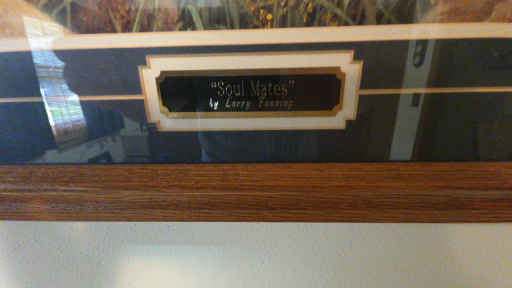 "Soul Mates"
by Larry Fanning